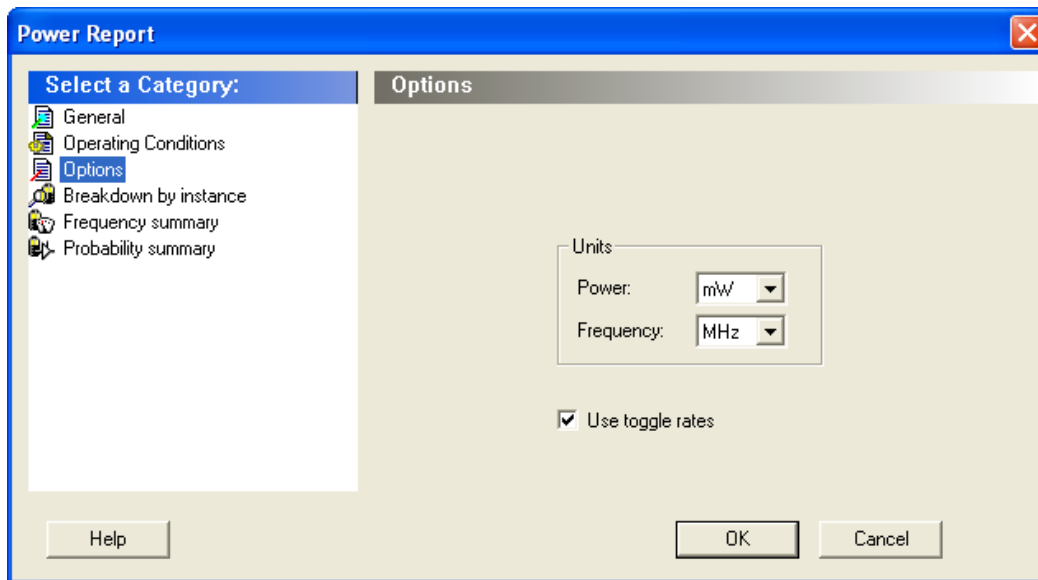 Power Report
Select a Category:
General
Operating Conditions
Options
Breakdown by instance
Frequency summary
Probability summary
Options
Units
Power: mW
Frequency: MHz
Use toggle rates
Help OK Cancel